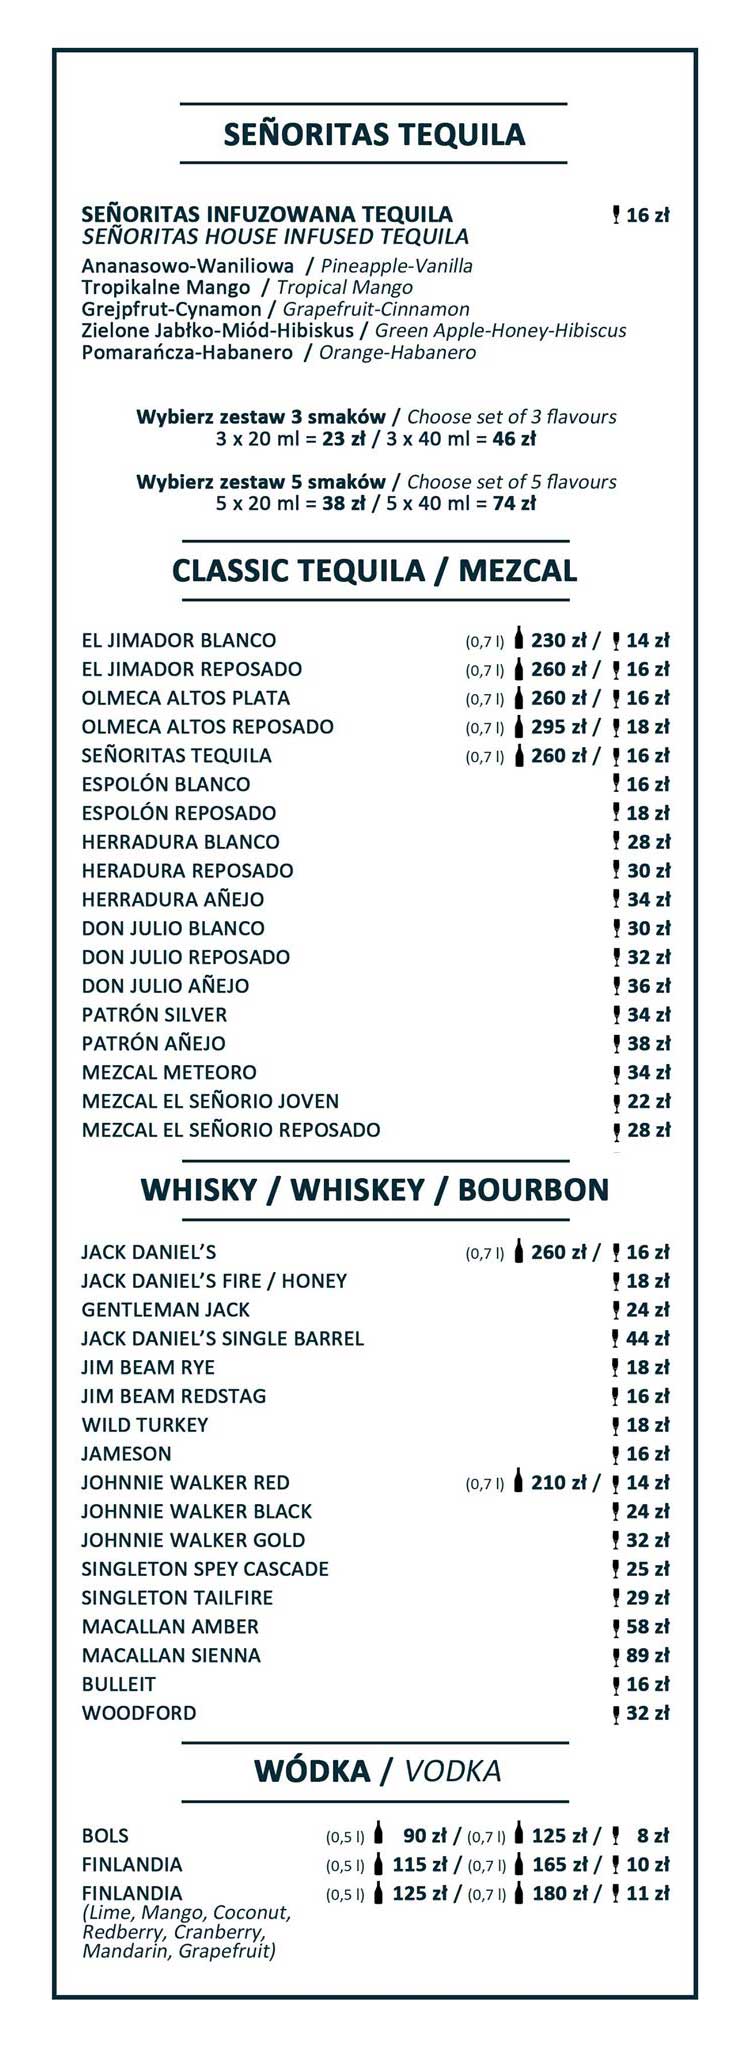 SEÑORITAS TEQUILA
SEÑORITAS INFUZOWANA TEQUILA 16 zł
SEÑORITAS HOUSE INFUSED TEQUILA
Ananasowo-Waniliowa / Pineapple-Vanilla
Tropikalne Mango / Tropical Mango
Grejpfrut-Cynamon / Grapefruit-Cinnamon
Zielone Jabłko-Miód-Hibiskus / Green Apple-Honey-Hibiscus
Pomarańcza-Habanero / Orange-Habanero
Wybierz zestaw 3 smaków / Choose set of 3 flavours
3 x 20 ml = 23 zł / 3 x 40 ml = 46 zł
Wybierz zestaw 5 smaków / Choose set of 5 flavours
5 x 20 ml = 38 zł / 5 x 40 ml = 74 zł
CLASSIC TEQUILA / MEZCAL
EL JIMADOR BLANCO (0,7 l) 230 zł / 14 zł
EL JIMADOR REPOSADO (0,7 l) 260 zł / 16 zł
OLMECA ALTOS PLATA (0,7 l) 260 zł / 16 zł
OLMECA ALTOS REPOSADO (0,7 l) 295 zł / 18 zł
SEÑORITAS TEQUILA (0,7 l) 260 zł / 16 zł
ESPOLÓN BLANCO 16 zł
ESPOLÓN REPOSADO 18 zł
HERRADURA BLANCO 28 zł
HERADURA REPOSADO 30 zł
HERRADURA AÑEJO 34 zł
DON JULIO BLANCO 30 zł
DON JULIO REPOSADO 32 zł
DON JULIO AÑEJO 36 zł
PATRÓN SILVER 34 zł
PATRÓN AÑEJO 38 zł
MEZCAL METEORO 34 zł
MEZCAL EL SEÑORIO JOVEN 22 zł
MEZCAL EL SEÑORIO REPOSADO 28 zł
WHISKY / WHISKEY / BOURBON
JACK DANIEL’S (0,7 l) 260 zł / 16 zł
JACK DANIEL’S FIRE / HONEY 18 zł
GENTLEMAN JACK 24 zł
JACK DANIEL’S SINGLE BARREL 44 zł
JIM BEAM RYE 18 zł
JIM BEAM REDSTAG 16 zł
WILD TURKEY 18 zł
JAMESON 16 zł
JOHNNIE WALKER RED (0,7 l) 210 zł / 14 zł
JOHNNIE WALKER BLACK 24 zł
JOHNNIE WALKER GOLD 32 zł
SINGLETON SPEY CASCADE 25 zł
SINGLETON TAILFIRE 29 zł
MACALLAN AMBER 58 zł
MACALLAN SIENNA 89 zł
BULLEIT 16 zł
WOODFORD 32 zł
WÓDKA / VODKA
BOLS (0,5 l) 90 zł / (0,7 l) 125 zł / 8 zł
FINLANDIA (0,5 l) 115 zł / (0,7 l) 165 zł / 10 zł
FINLANDIA (0,5 l) 125 zł / (0,7 l) 180 zł / 11 zł
(Lime, Mango, Coconut,
Redberry, Cranberry,
Mandarin, Grapefruit)